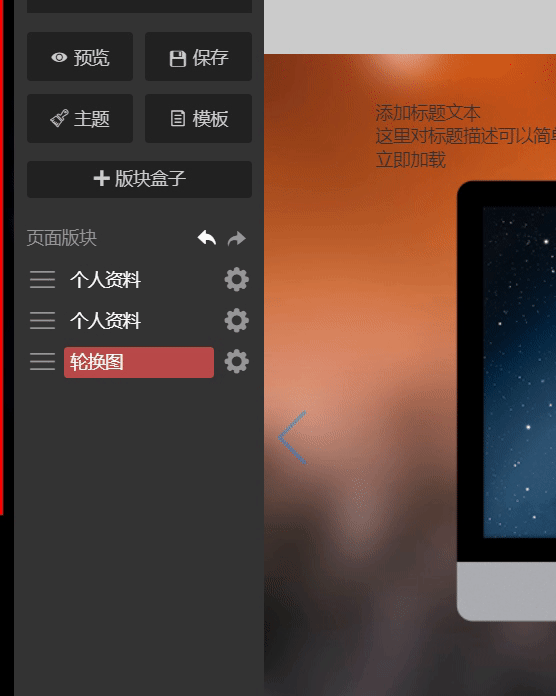 预览
保存
主题
模板
版块盒子
页面版块
个人资料
个人资料
轮换图
添加标题文本
这里对标题描述可以简单
立即加载